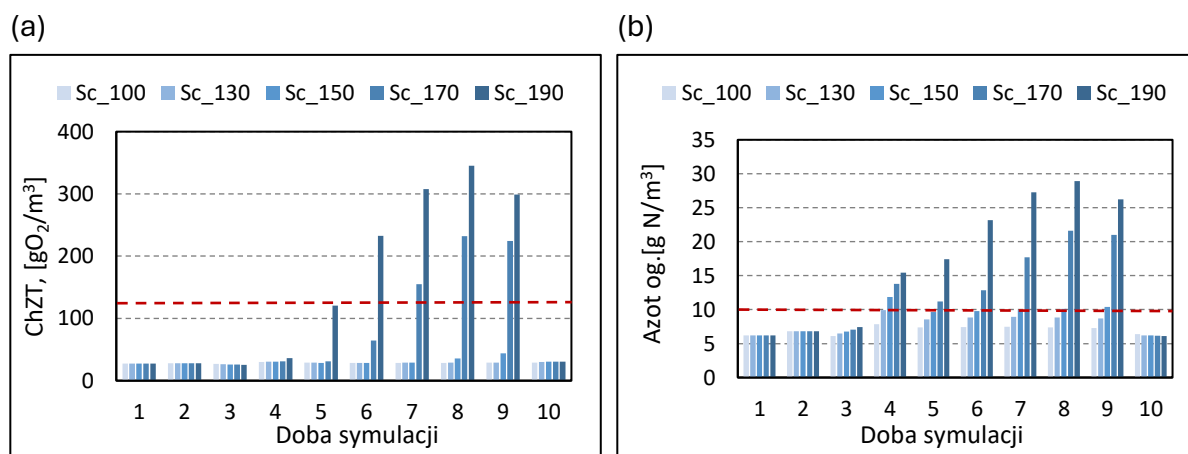 (a)
Sc_100 Sc_130 Sc_150 Sc_170 Sc_190
400
300
200
100
0
ChZT, [gO₂/m³]
1 2 3 4 5 6 7 8 9 10
Doba symulacji
(b)
Sc_100 Sc_130 Sc_150 Sc_170 Sc_190
35
30
25
20
15
10
5
0
Azot og.[g N/m³]
1 2 3 4 5 6 7 8 9 10
Doba symulacji